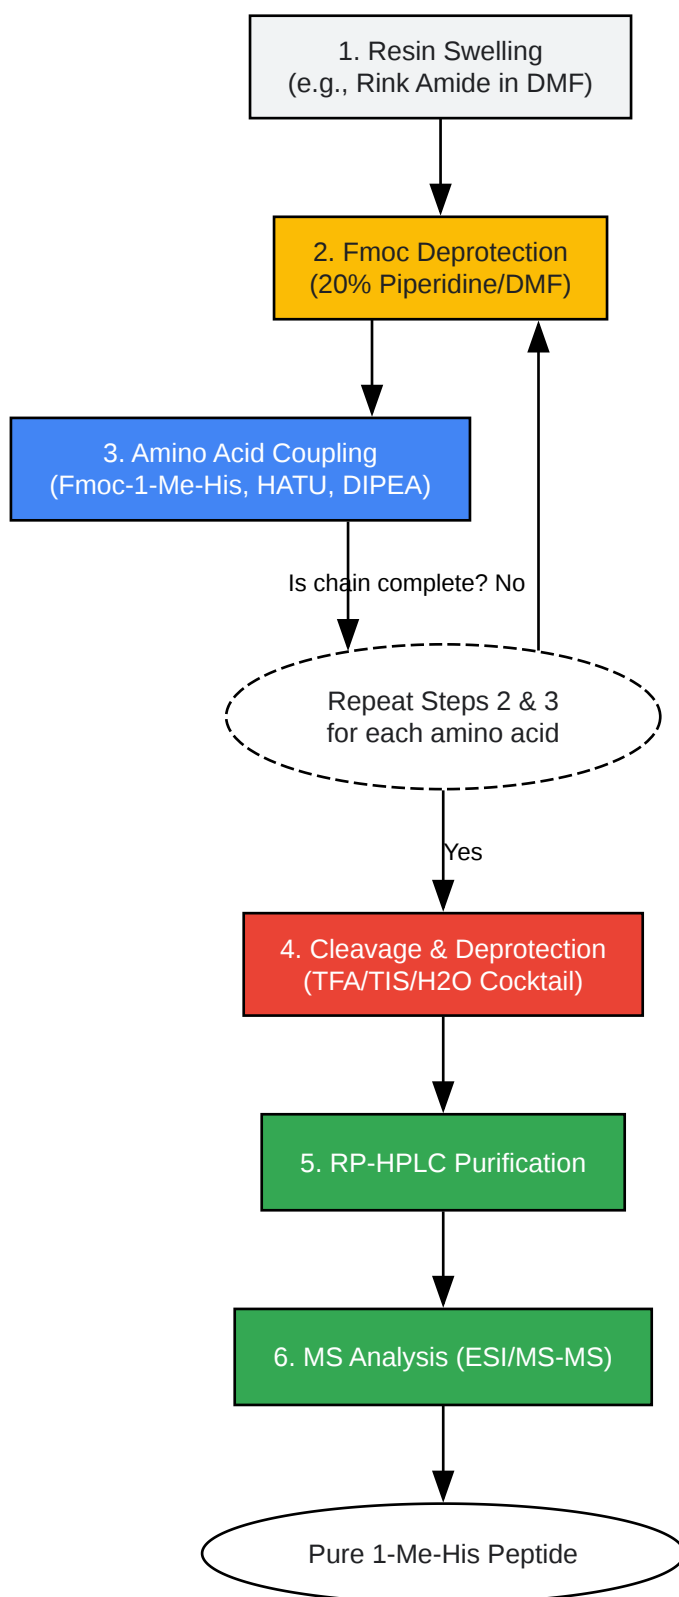 1. Resin Swelling
(e.g., Rink Amide in DMF)
2. Fmoc Deprotection
(20% Piperidine/DMF)
3. Amino Acid Coupling
(Fmoc-1-Me-His, HATU, DIPEA)
Is chain complete? No
Repeat Steps 2 & 3
for each amino acid
Yes
4. Cleavage & Deprotection
(TFA/TIS/H2O Cocktail)
5. RP-HPLC Purification
6. MS Analysis (ESI/MS-MS)
Pure 1-Me-His Peptide